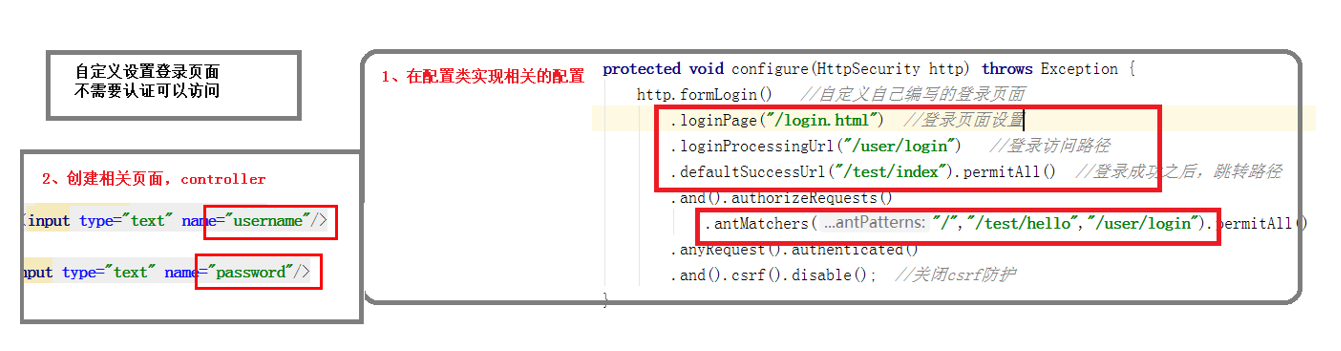 自定义设置登录页面
不需要认证可以访问
1、在配置类实现相关的配置
protected void configure(HttpSecurity http) throws Exception {
http.formLogin() //自定义自己编写的登录页面
.loginPage("/login.html") //登录页面设置
.loginProcessingUrl("/user/login") //登录访问路径
.defaultSuccessUrl("/test/index").permitAll() //登录成功之后，跳转路径
.and().authorizeRequests()
.antMatchers( ...antPatterns: "/","/test/hello","/user/login").permitAll()
.anyRequest().authenticated()
.and().csrf().disable(); //关闭csrf防护
}
2、创建相关页面，controller
<input type="text" name="username"/>
nput type="text" name="password"/>